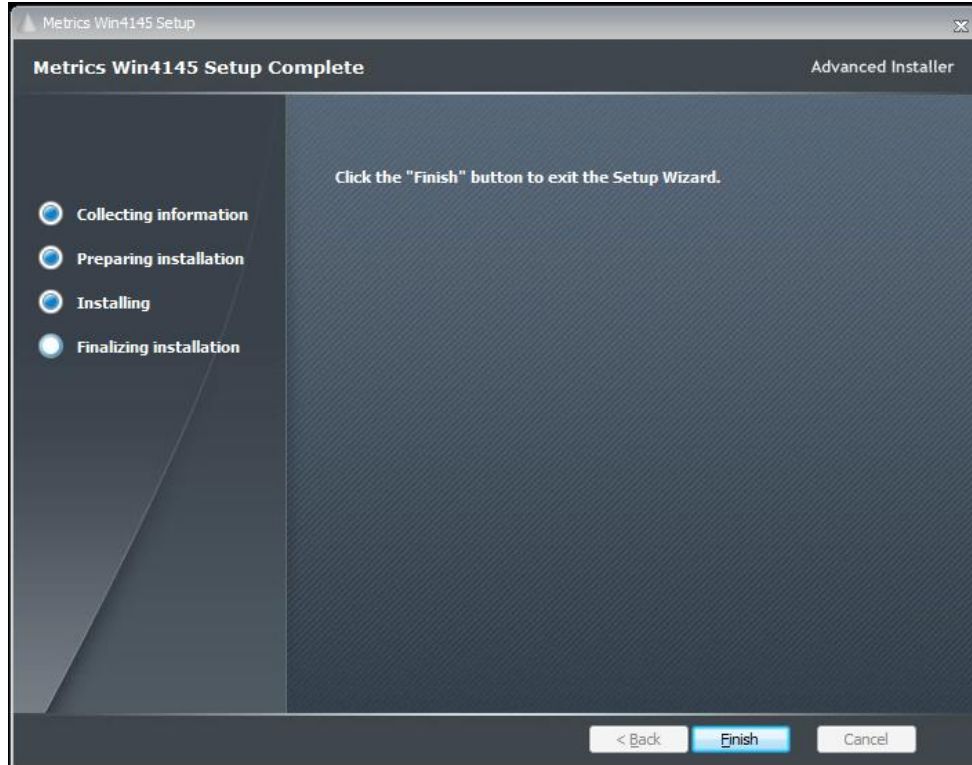 Metrics Win4145 Setup
Metrics Win4145 Setup Complete
Advanced Installer
Click the "Finish" button to exit the Setup Wizard.
Collecting information
Preparing installation
Installing
Finalizing installation
< Back
Finish
Cancel